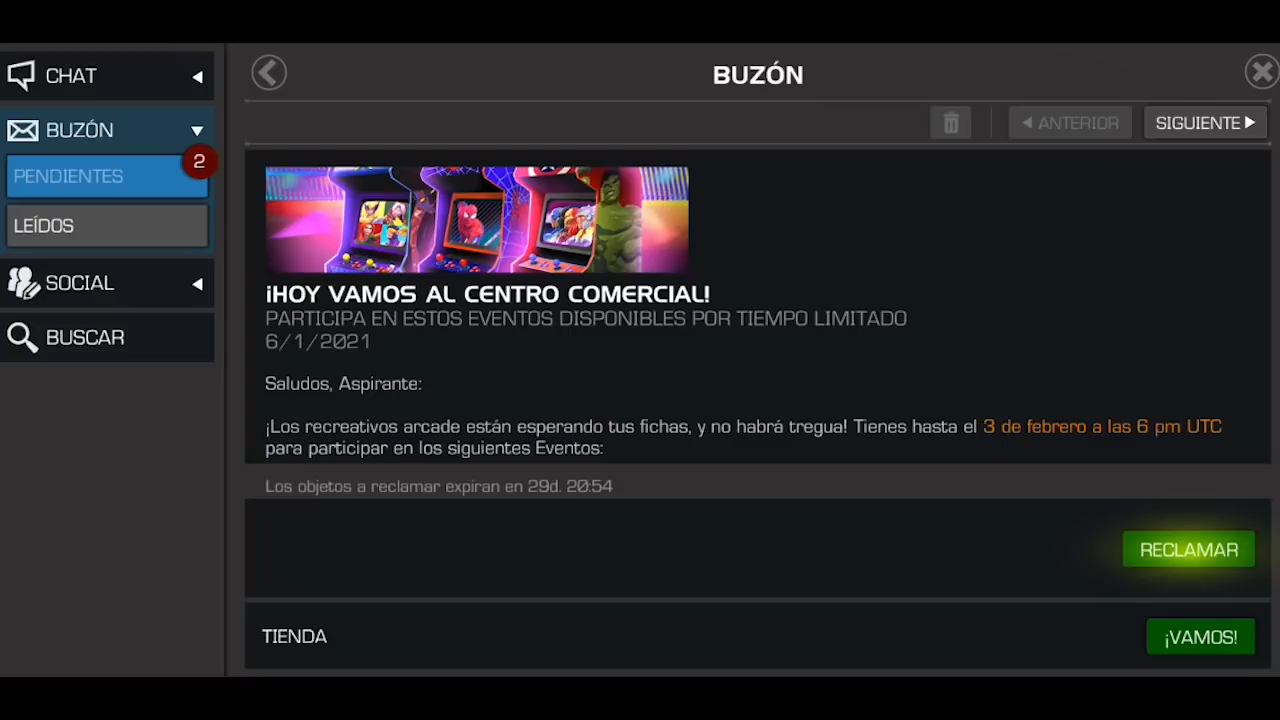 CHAT
BUZÓN
PENDIENTES
2
LEÍDOS
SOCIAL
BUSCAR
BUZÓN
ANTERIOR
SIGUIENTE
¡HOY VAMOS AL CENTRO COMERCIAL!
PARTICIPA EN ESTOS EVENTOS DISPONIBLES POR TIEMPO LIMITADO
6/1/2021
Saludos, Aspirante:
¡Los recreativos arcade están esperando tus fichas, y no habrá tregua! Tienes hasta el 3 de febrero a las 6 pm UTC
para participar en los siguientes Eventos:
Los objetos a reclamar expiran en 29d. 20:54
RECLAMAR
TIENDA
¡VAMOS!